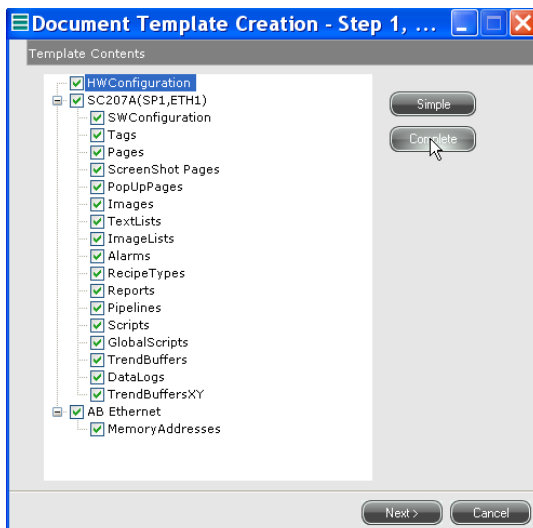 Document Template Creation - Step 1, ...
Template Contents
HWConfiguration
SC207A(SP1,ETH1)
SWConfiguration
Tags
Pages
ScreenShot Pages
PopUpPages
Images
TextLists
ImageLists
Alarms
RecipeTypes
Reports
Pipelines
Scripts
GlobalScripts
TrendBuffers
DataLogs
TrendBuffersXY
AB Ethernet
MemoryAddresses
Simple
Complete
Next >
Cancel